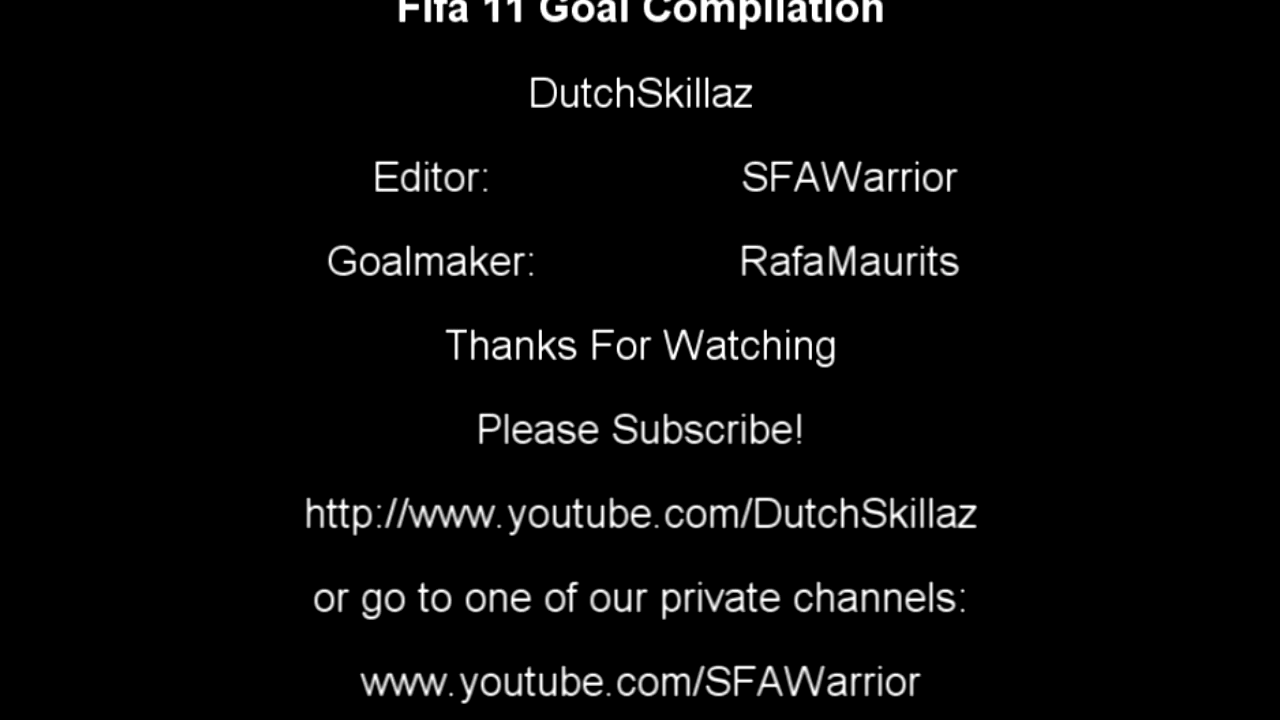 Fifa 11 Goal Compilation
DutchSkillaz
Editor: SFAWarrior
Goalmaker: RafaMaurits
Thanks For Watching
Please Subscribe!
http://www.youtube.com/DutchSkillaz
or go to one of our private channels:
www.youtube.com/SFAWarrior